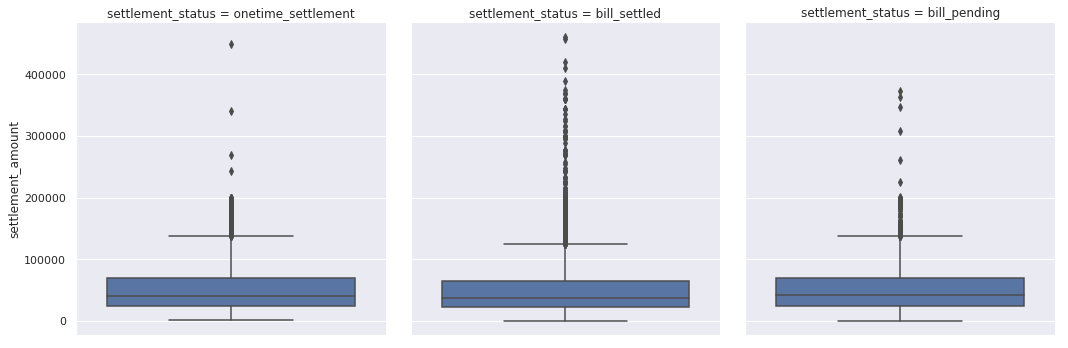 settlement_status = onetime_settlement
settlement_status = bill_settled
settlement_status = bill_pending
settlement_amount
400000
300000
200000
100000
0